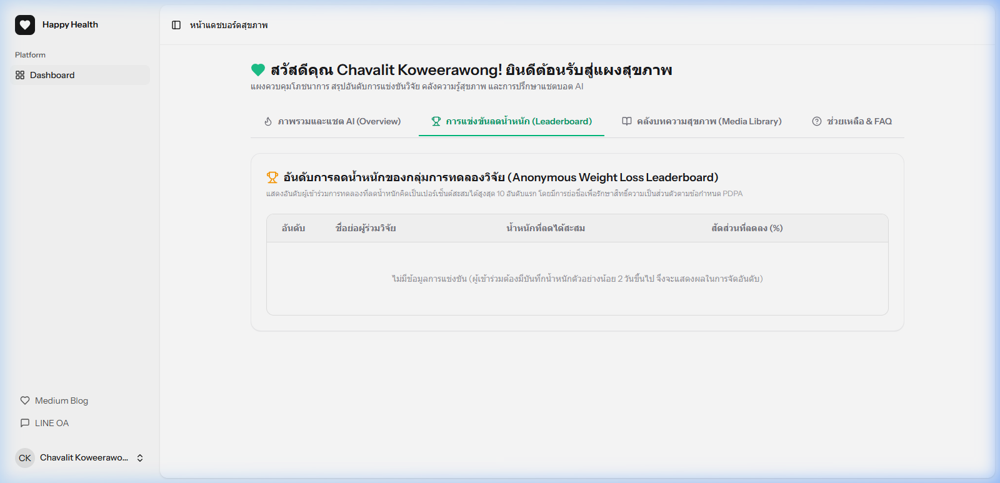 Happy Health
Platform
Dashboard
Medium Blog
LINE OA
CK
Chavalit Koweerawo...
หน้าแดชบอร์ดสุขภาพ
สวัสดีคุณ Chavalit Koweerawong! ยินดีต้อนรับสู่แผงสุขภาพ
แผงควบคุมโภชนาการ สรุปอันดับการแข่งขันวิจัย คลังความรู้สุขภาพ และการปรึกษาแชตบอต AI
ภาพรวมและแชต AI (Overview)
การแข่งขันลดน้ำหนัก (Leaderboard)
คลังบทความสุขภาพ (Media Library)
ช่วยเหลือ & FAQ
อันดับการลดน้ำหนักของกลุ่มการทดลองวิจัย (Anonymous Weight Loss Leaderboard)
แสดงอันดับผู้เข้าร่วมการทดลองที่ลดน้ำหนักคิดเป็นเปอร์เซ็นต์สะสมได้สูงสุด 10 อันดับแรก โดยมีการย่อชื่อเพื่อรักษาสิทธิ์ความเป็นส่วนตัวตามข้อกำหนด PDPA
อันดับ ชื่อย่อผู้ร่วมวิจัย น้ำหนักที่ลดได้สะสม สัดส่วนที่ลดลง (%)
ไม่มีข้อมูลการแข่งขัน (ผู้เข้าร่วมต้องมีบันทึกน้ำหนักตัวอย่างน้อย 2 วันขึ้นไป จึงจะแสดงผลในการจัดอันดับ)